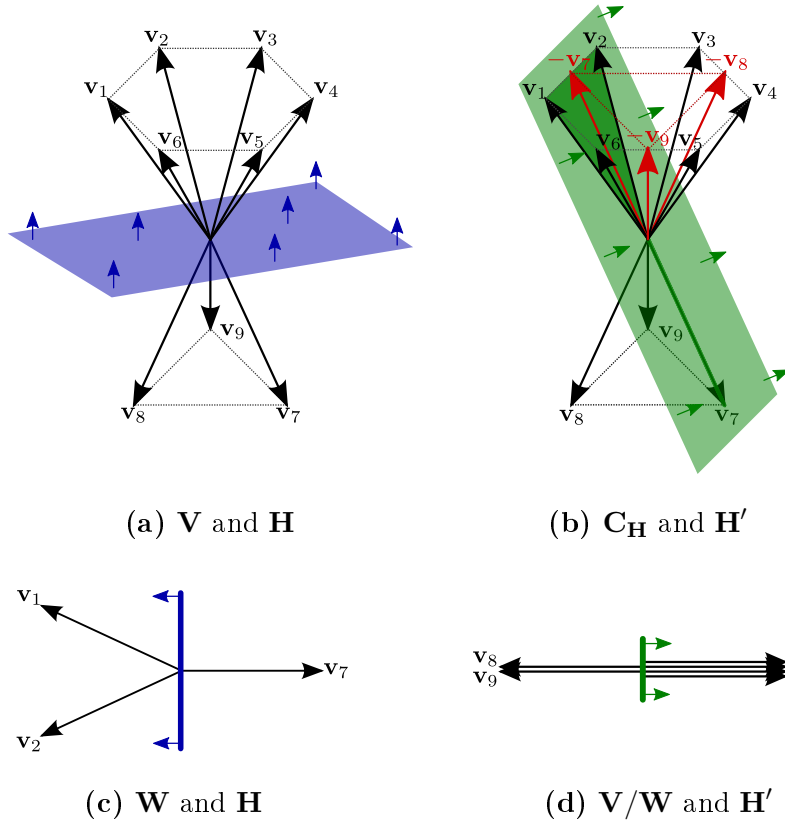 v₂ v₃
v₁ v₄
v₆ v₅
v₉
v₈ v₇
(a) V and H
v₂ v₃
−v₇ −v₈
v₁ v₄
−v₉
v₆ v₅
v₉
v₈ v₇
(b) C_H and H′
v₁
v₇
v₂
(c) W and H
v₈
v₉
(d) V/W and H′